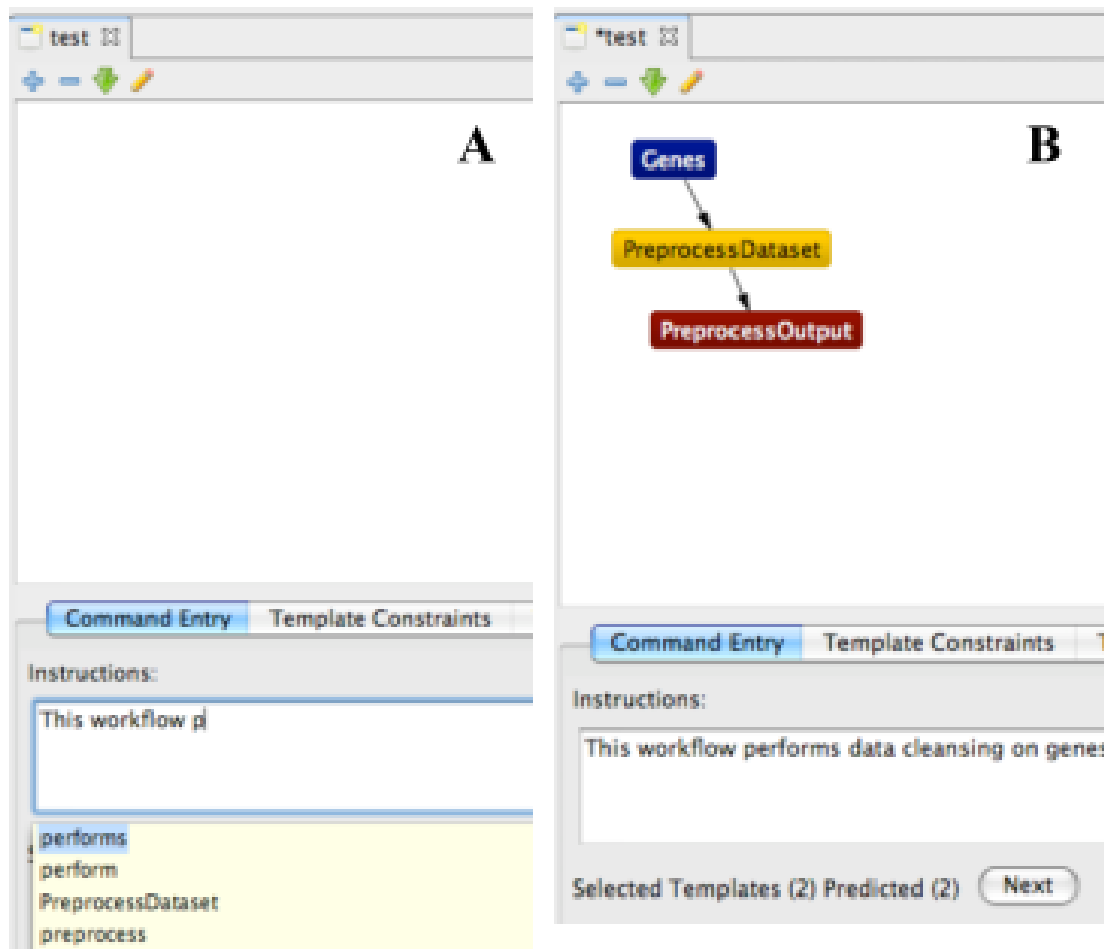 test
A
Command Entry
Template Constraints
Instructions:
This workflow p
performs
perform
PreprocessDataset
preprocess
*test
B
Genes
PreprocessDataset
PreprocessOutput
Command Entry
Template Constraints
Instructions:
This workflow performs data cleansing on genes
Selected Templates (2) Predicted (2)
Next